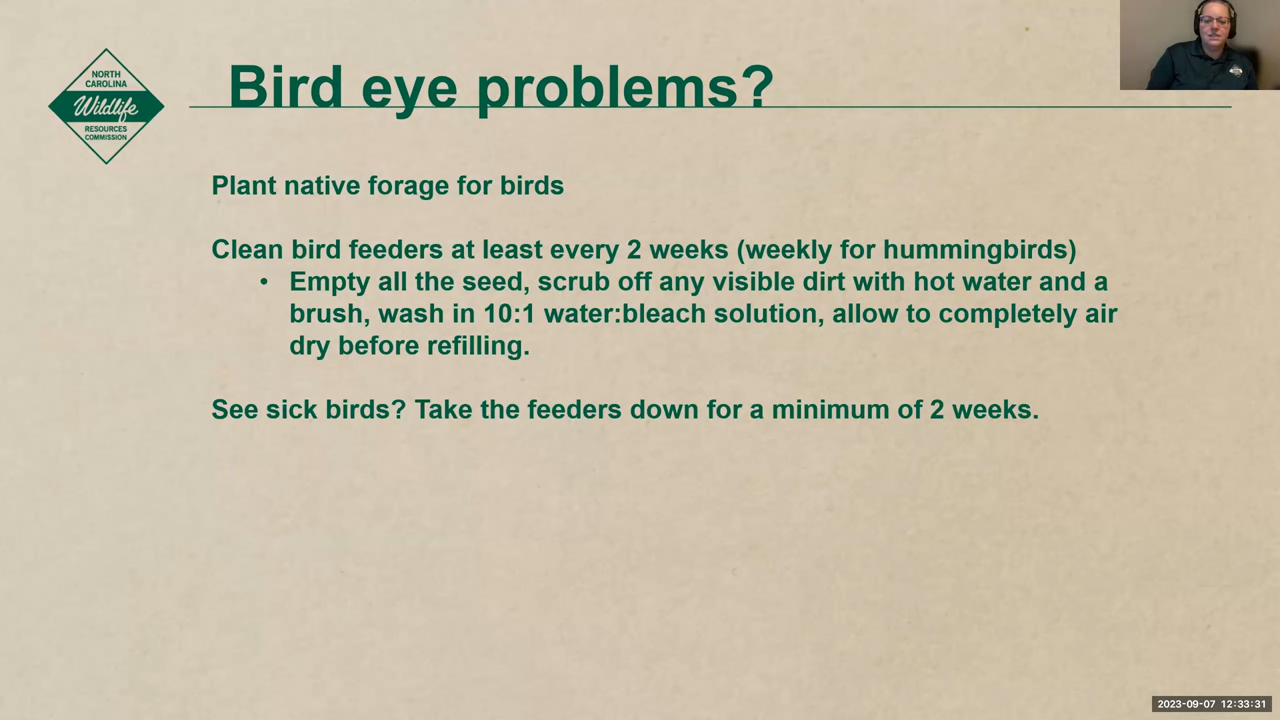 NORTH
CAROLINA
Wildlife
RESOURCES
COMMISSION
Bird eye problems?
Plant native forage for birds
Clean bird feeders at least every 2 weeks (weekly for hummingbirds)
• Empty all the seed, scrub off any visible dirt with hot water and a
brush, wash in 10:1 water:bleach solution, allow to completely air
dry before refilling.
See sick birds? Take the feeders down for a minimum of 2 weeks.
2023-09-07 12:33:31